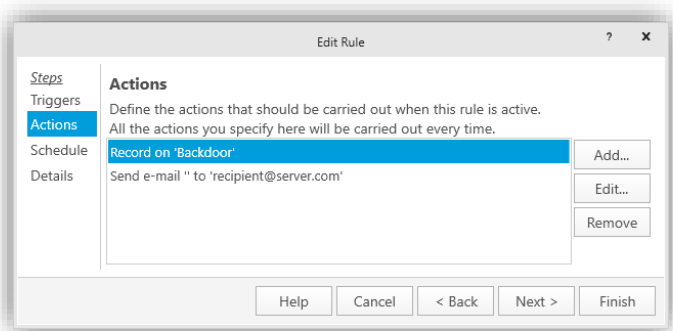 Edit Rule
? x
Steps
Triggers
Actions
Schedule
Details
Actions
Define the actions that should be carried out when this rule is active.
All the actions you specify here will be carried out every time.
Record on 'Backdoor'
Send e-mail '' to 'recipient@server.com'
Add...
Edit...
Remove
Help
Cancel
< Back
Next >
Finish